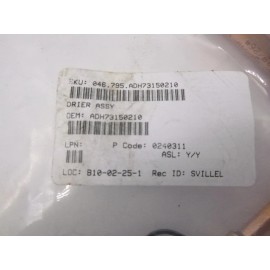 SKU: 046.795.ADH73150210
DRIER ASSY
OEM: ADH73150210
LPN: P Code: 0240311
ASL: Y/Y
LOC: B10-02-25-1 Rec ID: SVILLEL